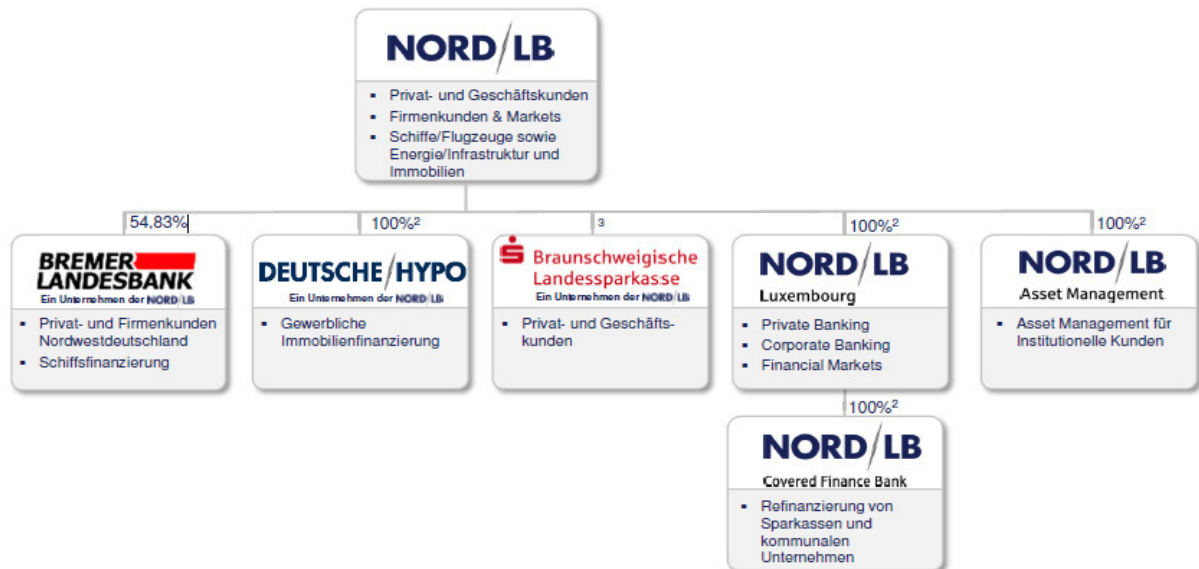 NORD/LB
▪ Privat- und Geschäftskunden
▪ Firmenkunden & Markets
▪ Schiffe/Flugzeuge sowie
Energie/Infrastruktur und
Immobilien
54,83%
100%²
³
100%²
100%²
BREMER
LANDESBANK
Ein Unternehmen der NORD/LB
▪ Privat- und Firmenkunden
Nordwestdeutschland
▪ Schiffsfinanzierung
DEUTSCHE/HYPO
Ein Unternehmen der NORD/LB
▪ Gewerbliche
Immobilienfinanzierung
Braunschweigische
Landessparkasse
Ein Unternehmen der NORD/LB
▪ Privat- und Geschäfts-
kunden
NORD/LB
Luxembourg
▪ Private Banking
▪ Corporate Banking
▪ Financial Markets
NORD/LB
Asset Management
▪ Asset Management für
Institutionelle Kunden
100%²
NORD/LB
Covered Finance Bank
▪ Refinanzierung von
Sparkassen und
kommunalen
Unternehmen